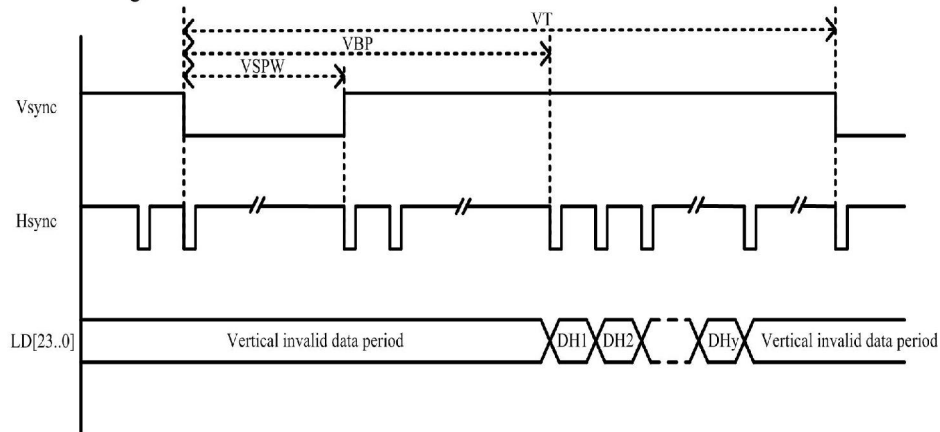 VT
VBP
VSPW
Vsync
Hsync
LD[23..0]
Vertical invalid data period
DH1
DH2
DHy
Vertical invalid data period